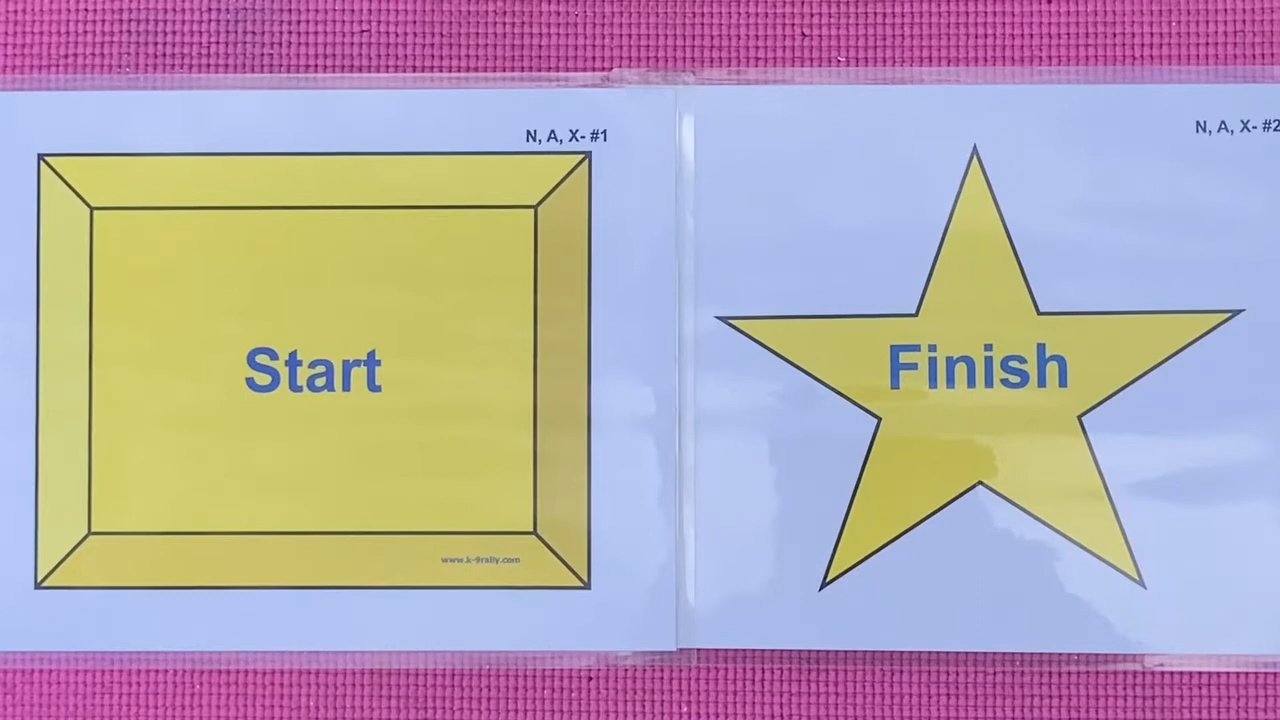 N, A, X- #1
Start
www.k-9rally.com
N, A, X- #2
Finish